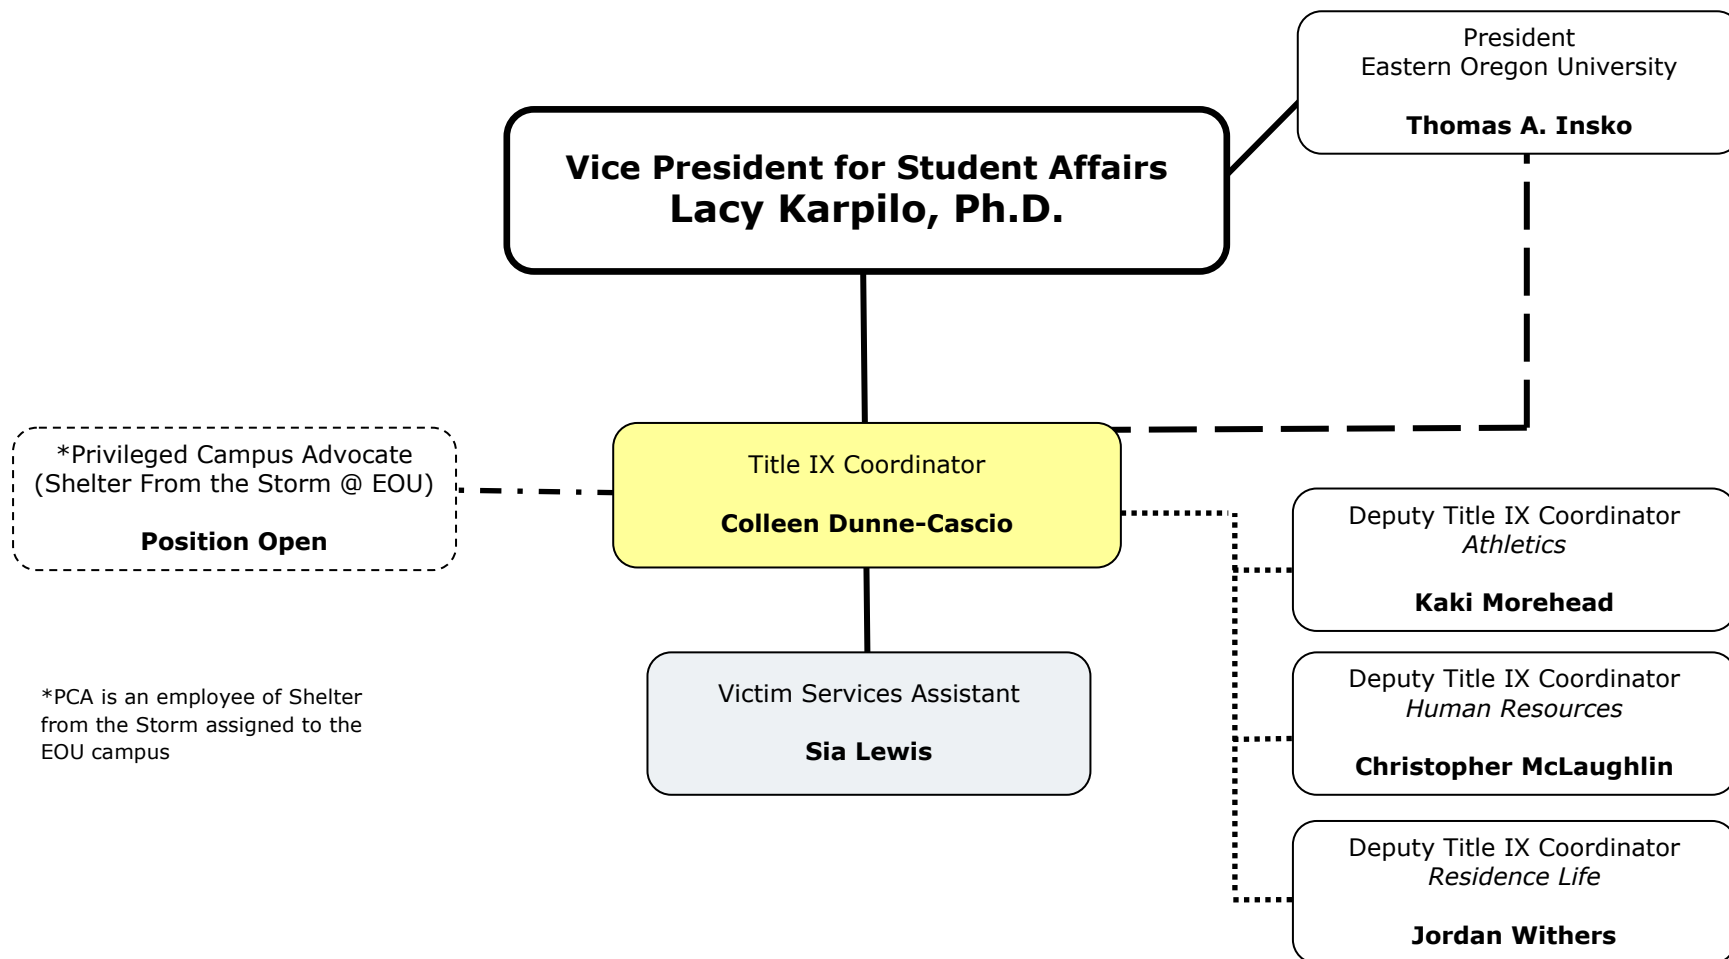 President
Eastern Oregon University
Thomas A. Insko
Vice President for Student Affairs
Lacy Karpilo, Ph.D.
*Privileged Campus Advocate
(Shelter From the Storm @ EOU)
Position Open
Title IX Coordinator
Colleen Dunne-Cascio
Deputy Title IX Coordinator
Athletics
Kaki Morehead
Victim Services Assistant
Sia Lewis
Deputy Title IX Coordinator
Human Resources
Christopher McLaughlin
*PCA is an employee of Shelter
from the Storm assigned to the
EOU campus
Deputy Title IX Coordinator
Residence Life
Jordan Withers